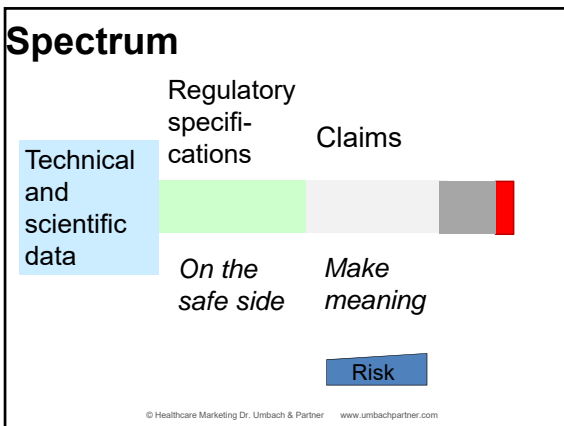 Spectrum
Regulatory
specifi-
cations
Claims
Technical
and
scientific
data
On the
safe side
Make
meaning
Risk
© Healthcare Marketing Dr. Umbach & Partner www.umbachpartner.com